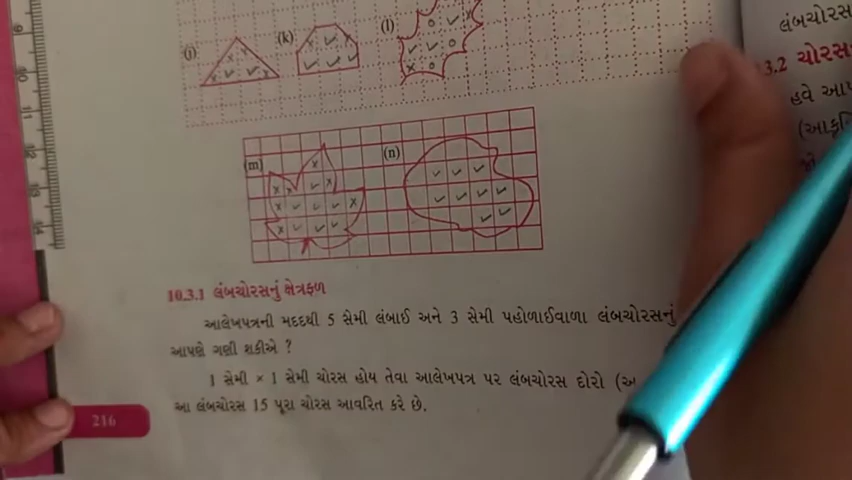 લંબચોરસ
(j)
(k)
(l)
3.2 ચોરસ
હવે આપ
(m)
(n)
10.3.1 લંબચોરસનું ક્ષેત્રફળ
આલેખપત્રની મદદથી 5 સેમી લંબાઈ અને 3 સેમી પહોળાઈવાળા લંબચોરસનું
આપણે ગણી શકીએ ?
1 સેમી × 1 સેમી ચોરસ હોય તેવા આલેખપત્ર પર લંબચોરસ દોરો
આ લંબચોરસ 15 પૂરા ચોરસ આવરિત કરે છે.
216